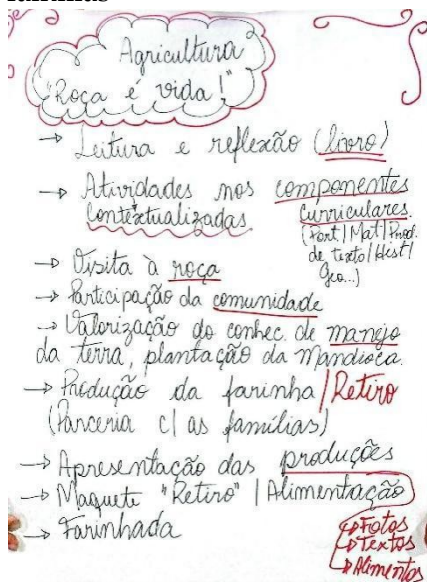 Agricultura
"Roça é vida!"
→ Leitura e reflexão (livro)
→ Atividades nos componentes
contextualizadas curriculares.
(Port | Mat | Prod.
de texto | Hist |
Geo...)
→ Visita à roça
→ Participação da comunidade
→ Valorização do conhec. de manejo
da terra, plantação da mandioca.
→ Produção da farinha / Retiro
(Parceria c/ as famílias)
→ Apresentação das produções
→ Maquete "Retiro" | Alimentação
→ Farinhada
→ Fotos
→ Textos
→ Alimentos